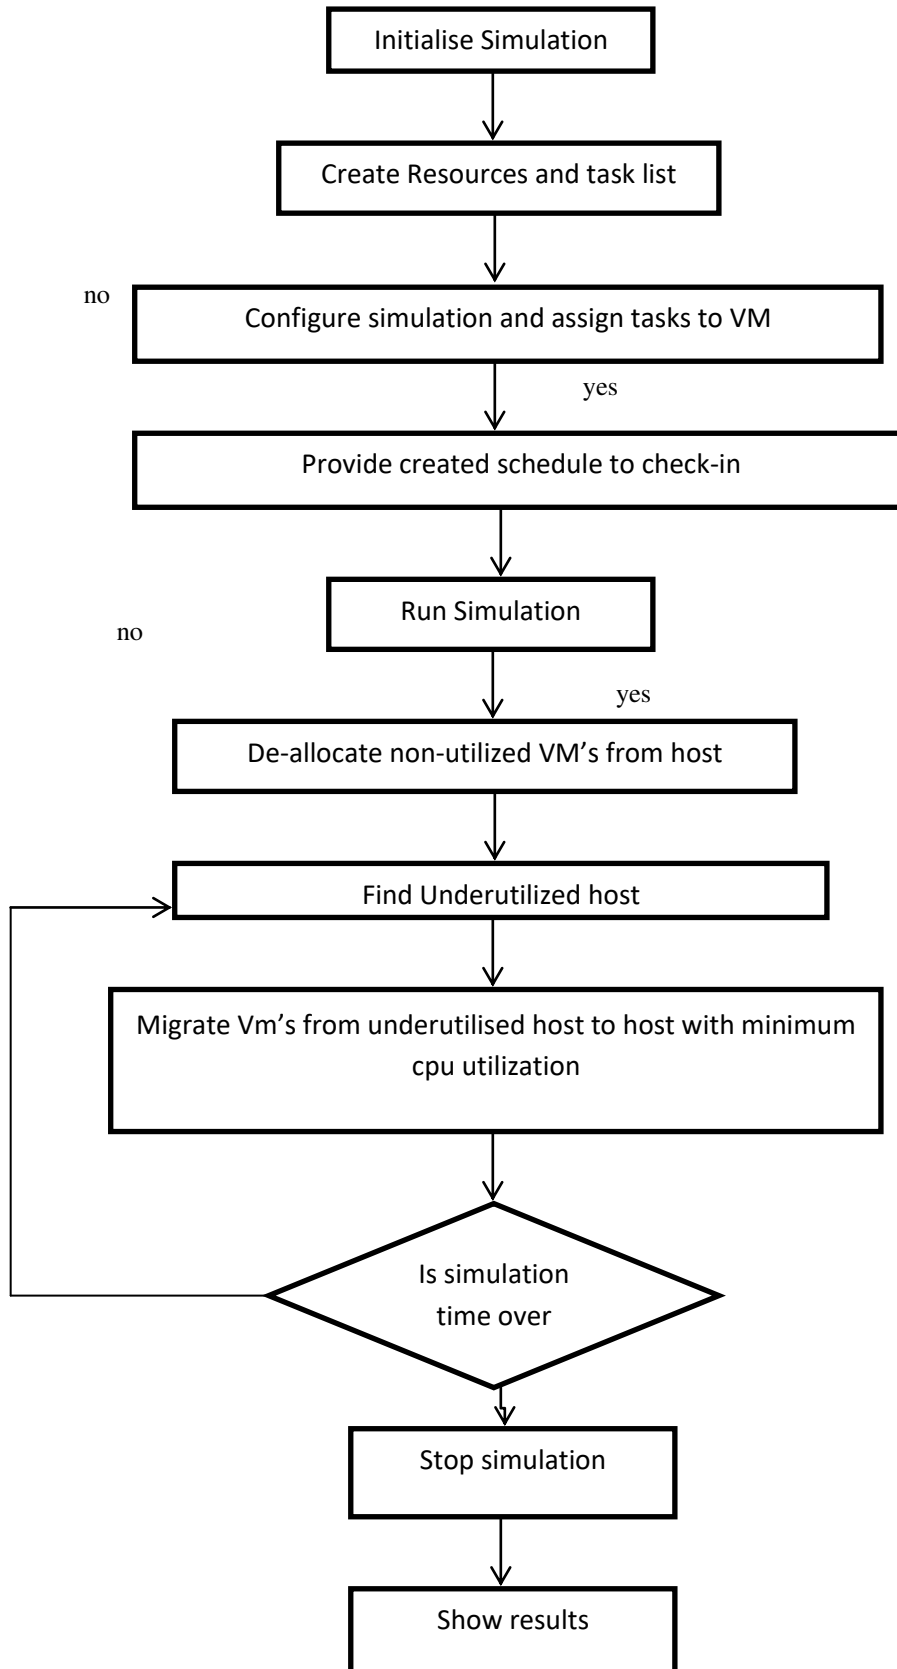 Initialise Simulation
Create Resources and task list
no
Configure simulation and assign tasks to VM
yes
Provide created schedule to check-in
Run Simulation
no
yes
De-allocate non-utilized VM's from host
Find Underutilized host
Migrate Vm's from underutilised host to host with minimum
cpu utilization
Is simulation
time over
Stop simulation
Show results